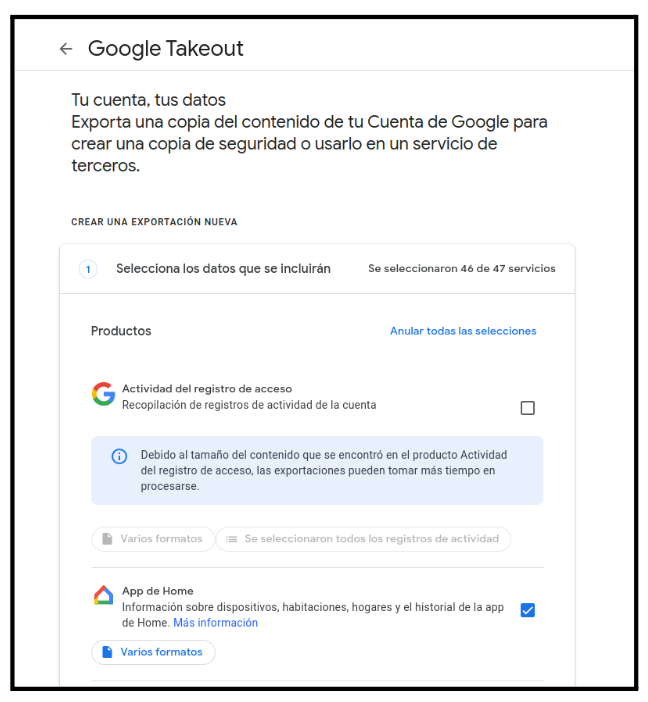 Google Takeout
Tu cuenta, tus datos
Exporta una copia del contenido de tu Cuenta de Google para
crear una copia de seguridad o usarlo en un servicio de
terceros.
CREAR UNA EXPORTACIÓN NUEVA
1 Selecciona los datos que se incluirán Se seleccionaron 46 de 47 servicios
Productos Anular todas las selecciones
Actividad del registro de acceso
Recopilación de registros de actividad de la cuenta
Debido al tamaño del contenido que se encontró en el producto Actividad
del registro de acceso, las exportaciones pueden tomar más tiempo en
procesarse.
Varios formatos Se seleccionaron todos los registros de actividad
App de Home
Información sobre dispositivos, habitaciones, hogares y el historial de la app
de Home. Más información
Varios formatos